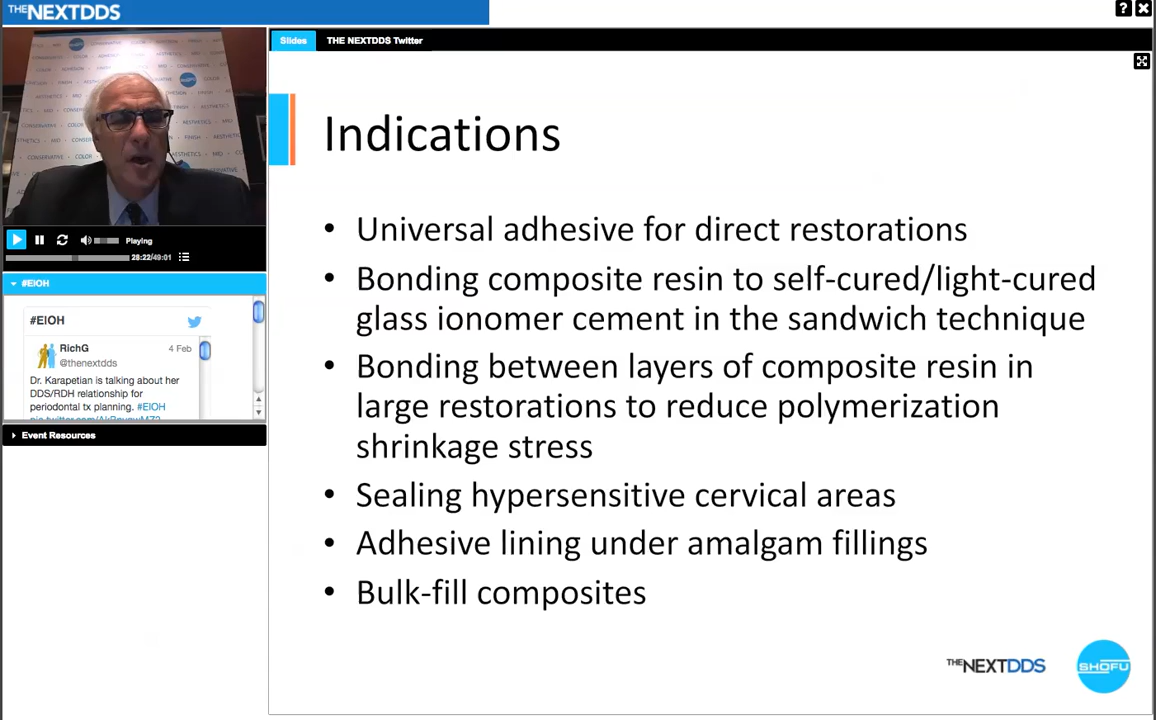 THENEXTDDS
? ✖
Slides THE NEXTDDS Twitter
Playing
28:22/49:01
#EIOH
#EIOH
RichG 4 Feb
@thenextdds
Dr. Karapetian is talking about her
DDS/RDH relationship for
periodontal tx planning. #EIOH
Event Resources
Indications
• Universal adhesive for direct restorations
• Bonding composite resin to self-cured/light-cured
glass ionomer cement in the sandwich technique
• Bonding between layers of composite resin in
large restorations to reduce polymerization
shrinkage stress
• Sealing hypersensitive cervical areas
• Adhesive lining under amalgam fillings
• Bulk-fill composites
THENEXTDDS SHOFU